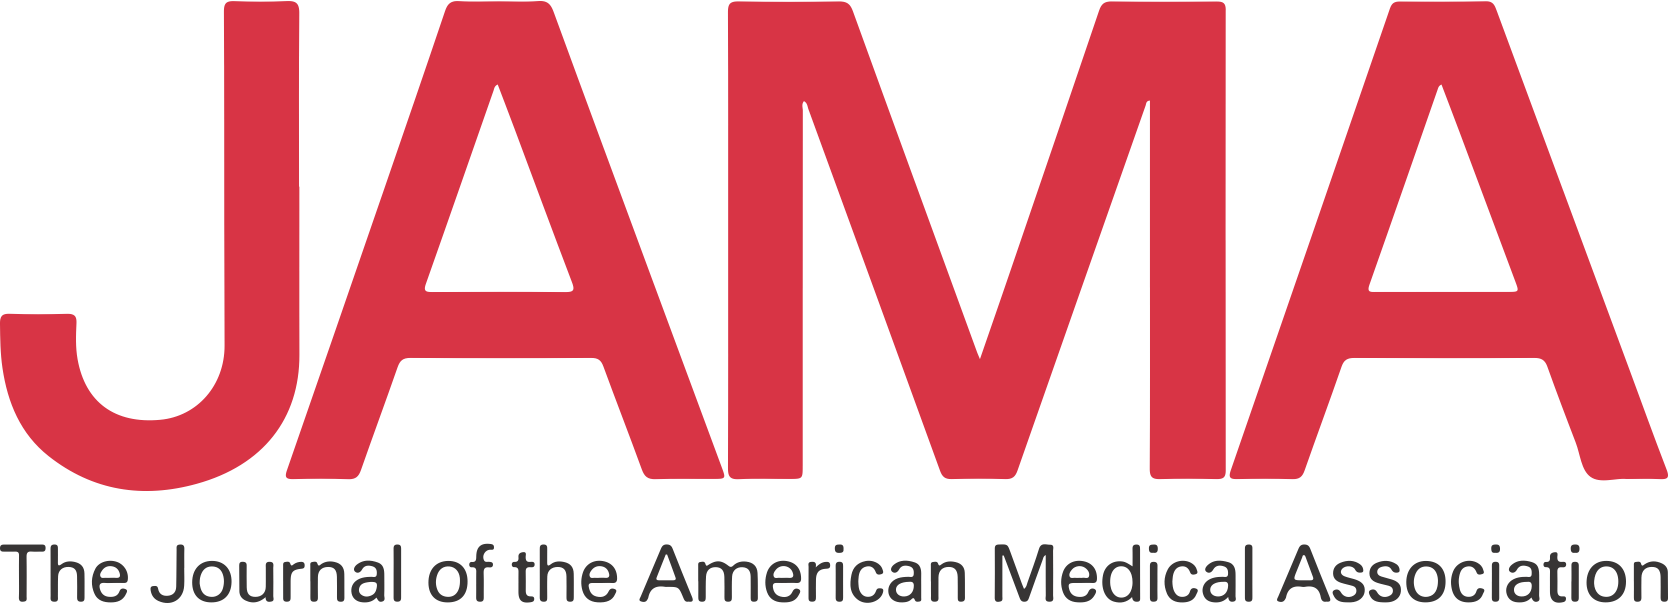 JAMA
The Journal of the American Medical Association